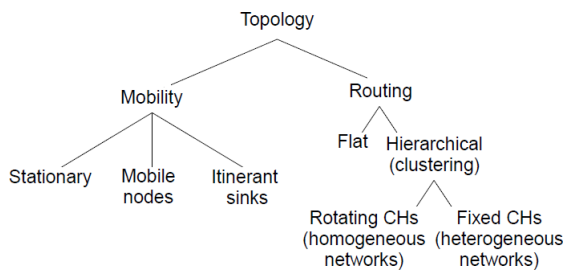 Topology
Mobility
Routing
Stationary
Mobile
nodes
Itinerant
sinks
Flat
Hierarchical
(clustering)
Rotating CHs
(homogeneous
networks)
Fixed CHs
(heterogeneous
networks)